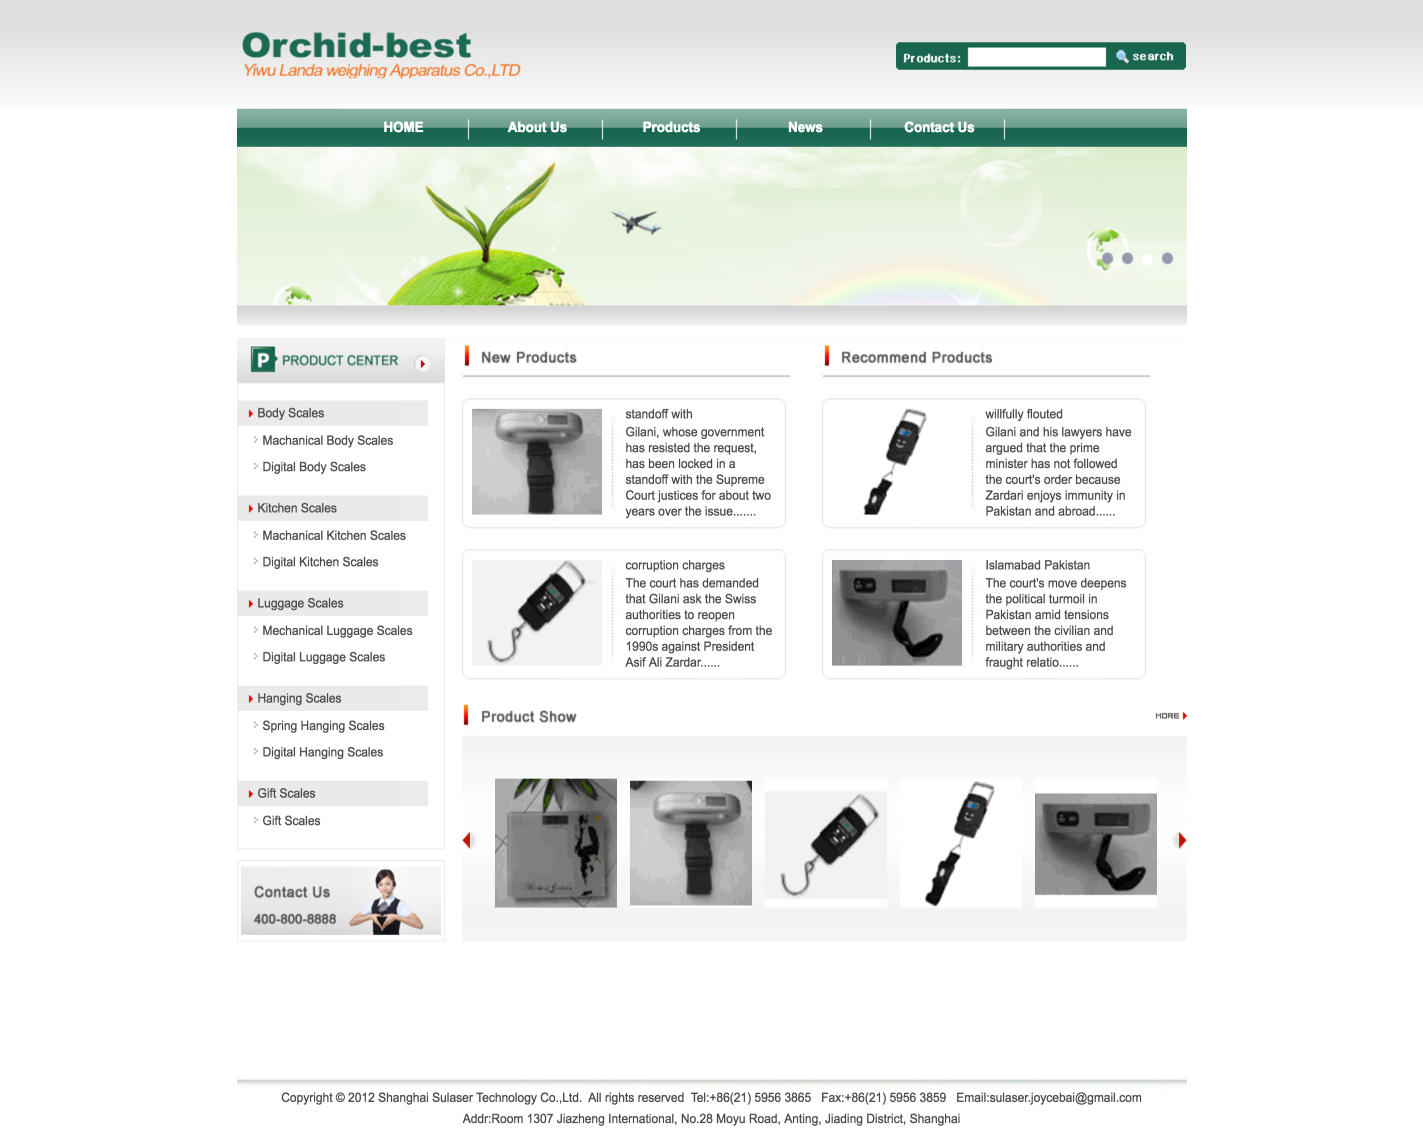 Orchid-best
Yiwu Landa weighing Apparatus Co.,LTD
Products:
search
HOME
About Us
Products
News
Contact Us
P PRODUCT CENTER
Body Scales
Machanical Body Scales
Digital Body Scales
Kitchen Scales
Machanical Kitchen Scales
Digital Kitchen Scales
Luggage Scales
Mechanical Luggage Scales
Digital Luggage Scales
Hanging Scales
Spring Hanging Scales
Digital Hanging Scales
Gift Scales
Gift Scales
Contact Us
400-800-8888
New Products
standoff with
Gilani, whose government
has resisted the request,
has been locked in a
standoff with the Supreme
Court justices for about two
years over the issue.......
corruption charges
The court has demanded
that Gilani ask the Swiss
authorities to reopen
corruption charges from the
1990s against President
Asif Ali Zardar......
Recommend Products
willfully flouted
Gilani and his lawyers have
argued that the prime
minister has not followed
the court's order because
Zardari enjoys immunity in
Pakistan and abroad......
Islamabad Pakistan
The court's move deepens
the political turmoil in
Pakistan amid tensions
between the civilian and
military authorities and
fraught relatio......
Product Show
MORE
Copyright © 2012 Shanghai Sulaser Technology Co.,Ltd. All rights reserved Tel:+86(21) 5956 3865 Fax:+86(21) 5956 3859 Email:sulaser.joycebai@gmail.com
Addr:Room 1307 Jiazheng International, No.28 Moyu Road, Anting, Jiading District, Shanghai